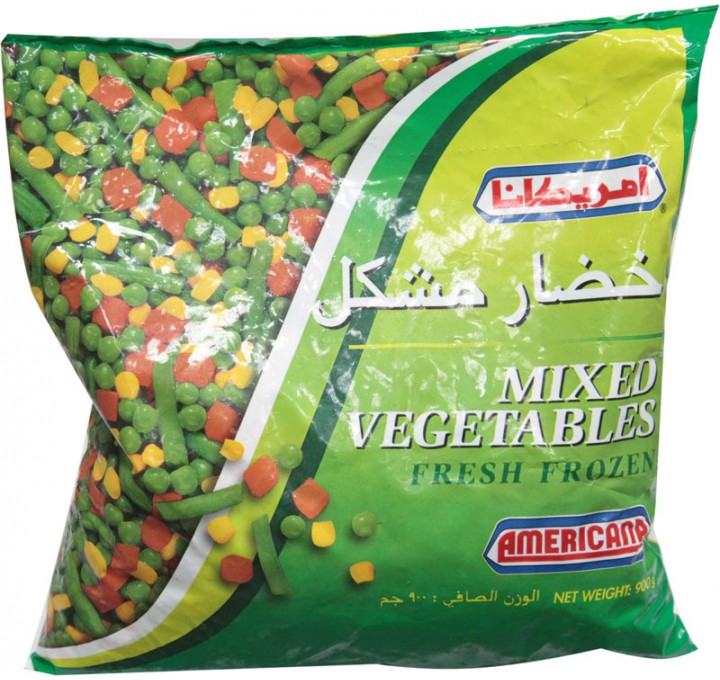 امريكانا
®
خضار مشكل
MIXED
VEGETABLES
FRESH FROZEN
AMERICANA
الوزن الصافي : ٩٠٠ جم NET WEIGHT: 900 g